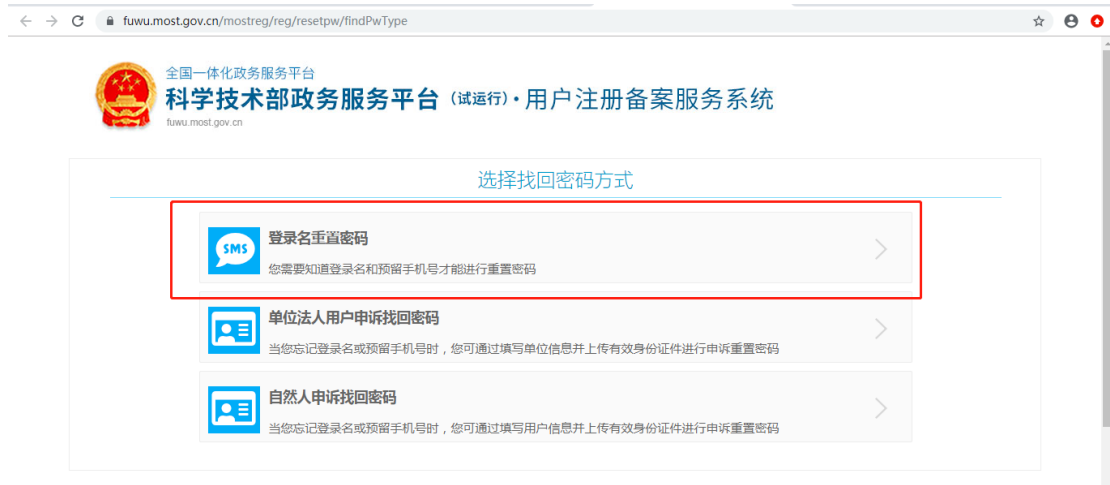 fuwu.most.gov.cn/mostreg/reg/resetpw/findPwType
全国一体化政务服务平台
科学技术部政务服务平台（试运行）·用户注册备案服务系统
fuwu.most.gov.cn
选择找回密码方式
SMS
登录名重置密码
您需要知道登录名和预留手机号才能进行重置密码
单位法人用户申诉找回密码
当您忘记登录名或预留手机号时，您可通过填写单位信息并上传有效身份证件进行申诉重置密码
自然人申诉找回密码
当您忘记登录名或预留手机号时，您可通过填写用户信息并上传有效身份证件进行申诉重置密码